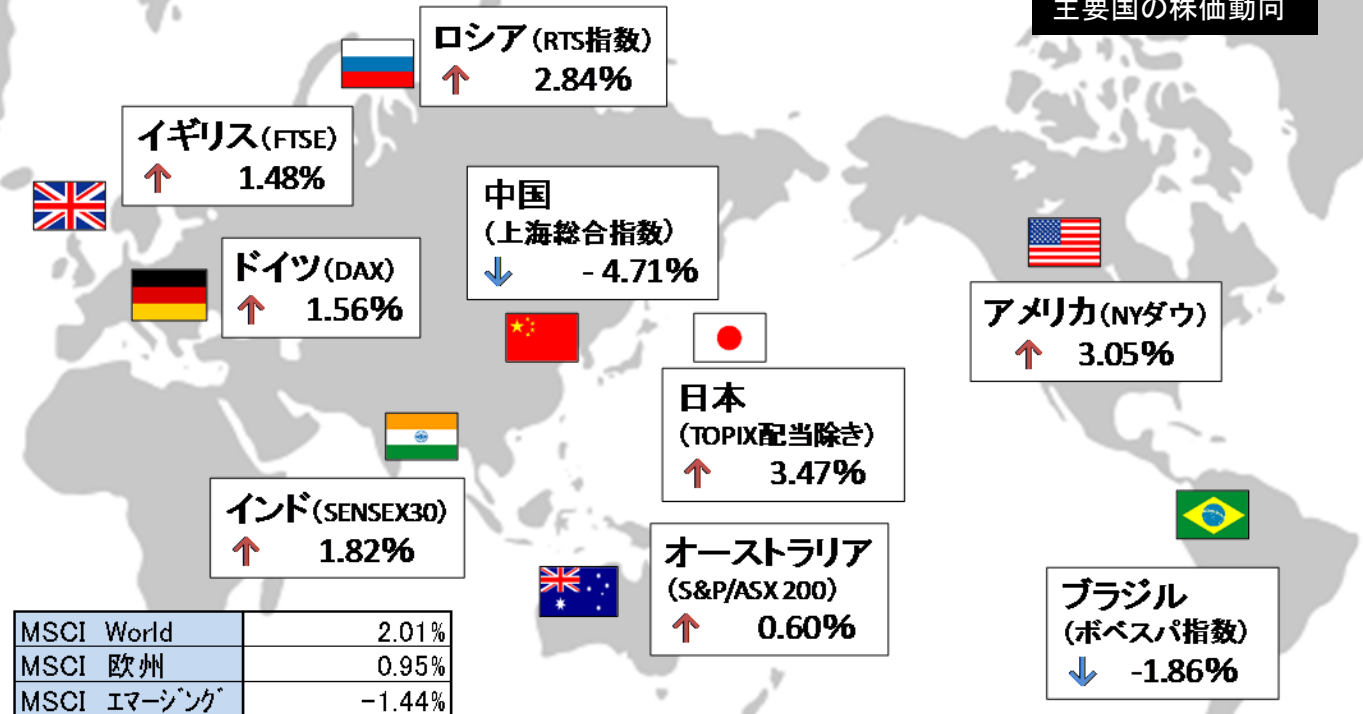 主要国の株価動向
ロシア(RTS指数)
↑ 2.84%
イギリス(FTSE)
↑ 1.48%
中国
(上海総合指数)
↓ - 4.71%
ドイツ(DAX)
↑ 1.56%
アメリカ(NYダウ)
↑ 3.05%
日本
(TOPIX配当除き)
↑ 3.47%
インド(SENSEX30)
↑ 1.82%
オーストラリア
(S&P/ASX 200)
↑ 0.60%
ブラジル
(ボベスパ指数)
↓ -1.86%
MSCI World 2.01%
MSCI 欧州 0.95%
MSCI エマージング -1.44%